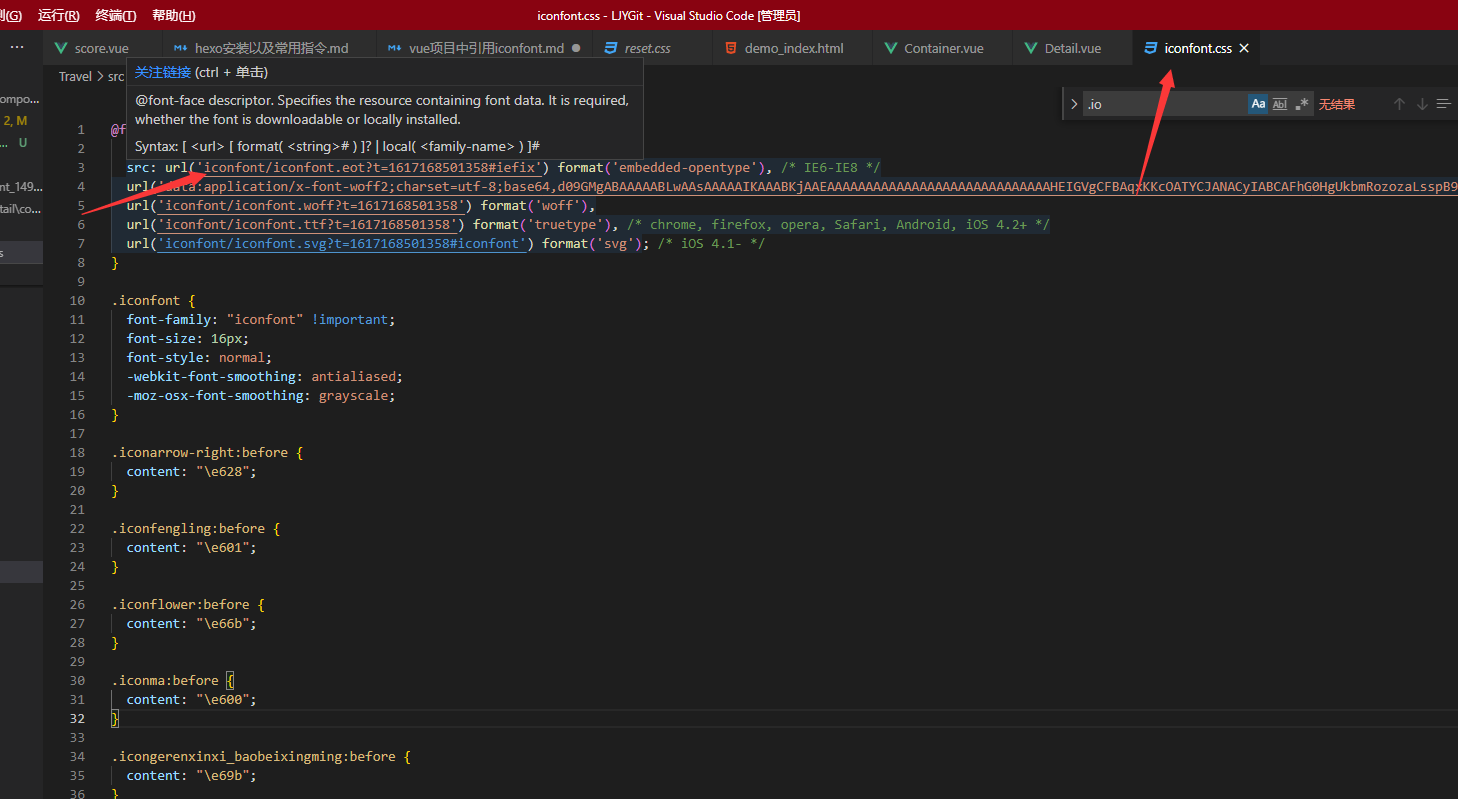 则(G) 运行(R) 终端(T) 帮助(H) iconfont.css - LJYGit - Visual Studio Code [管理员]
··· score.vue hexo安装以及常用指令.md vue项目中引用iconfont.md ● reset.css demo_index.html Container.vue Detail.vue iconfont.css ×
Travel > src
关注链接 (ctrl + 单击)
@font-face descriptor. Specifies the resource containing font data. It is required,
whether the font is downloadable or locally installed.
Syntax: [ <url> [ format( <string># ) ]? | local( <family-name> ) ]#
> .io Aa Abl .* 无结果
ompo...
2, M
... U
nt_149...
tail\co...
s
1 @f
2
3 src: url('iconfont/iconfont.eot?t=1617168501358#iefix') format('embedded-opentype'), /* IE6-IE8 */
4 url('data:application/x-font-woff2;charset=utf-8;base64,
5 url('iconfont/iconfont.woff?t=1617168501358') format('woff'),
6 url('iconfont/iconfont.ttf?t=1617168501358') format('truetype'), /* chrome, firefox, opera, Safari, Android, iOS 4.2+ */
7 url('iconfont/iconfont.svg?t=1617168501358#iconfont') format('svg'); /* iOS 4.1- */
8 }
9
10 .iconfont {
11 font-family: "iconfont" !important;
12 font-size: 16px;
13 font-style: normal;
14 -webkit-font-smoothing: antialiased;
15 -moz-osx-font-smoothing: grayscale;
16 }
17
18 .iconarrow-right:before {
19 content: "\e628";
20 }
21
22 .iconfengling:before {
23 content: "\e601";
24 }
25
26 .iconflower:before {
27 content: "\e66b";
28 }
29
30 .iconma:before {
31 content: "\e600";
32 }
33
34 .icongerenxinxi_baobeixingming:before {
35 content: "\e69b";
36 }